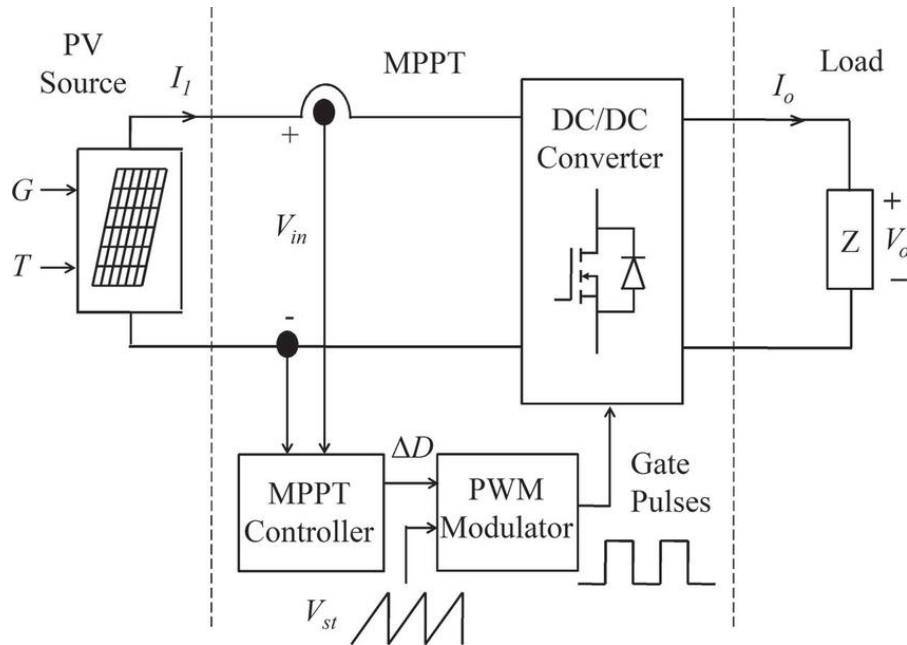 PV
Source
MPPT
Load
I₁
Iₒ
DC/DC
Converter
+
G
T
Vᵢₙ
Z
+
Vₒ
−
-
ΔD
MPPT
Controller
PWM
Modulator
Gate
Pulses
Vₛₜ